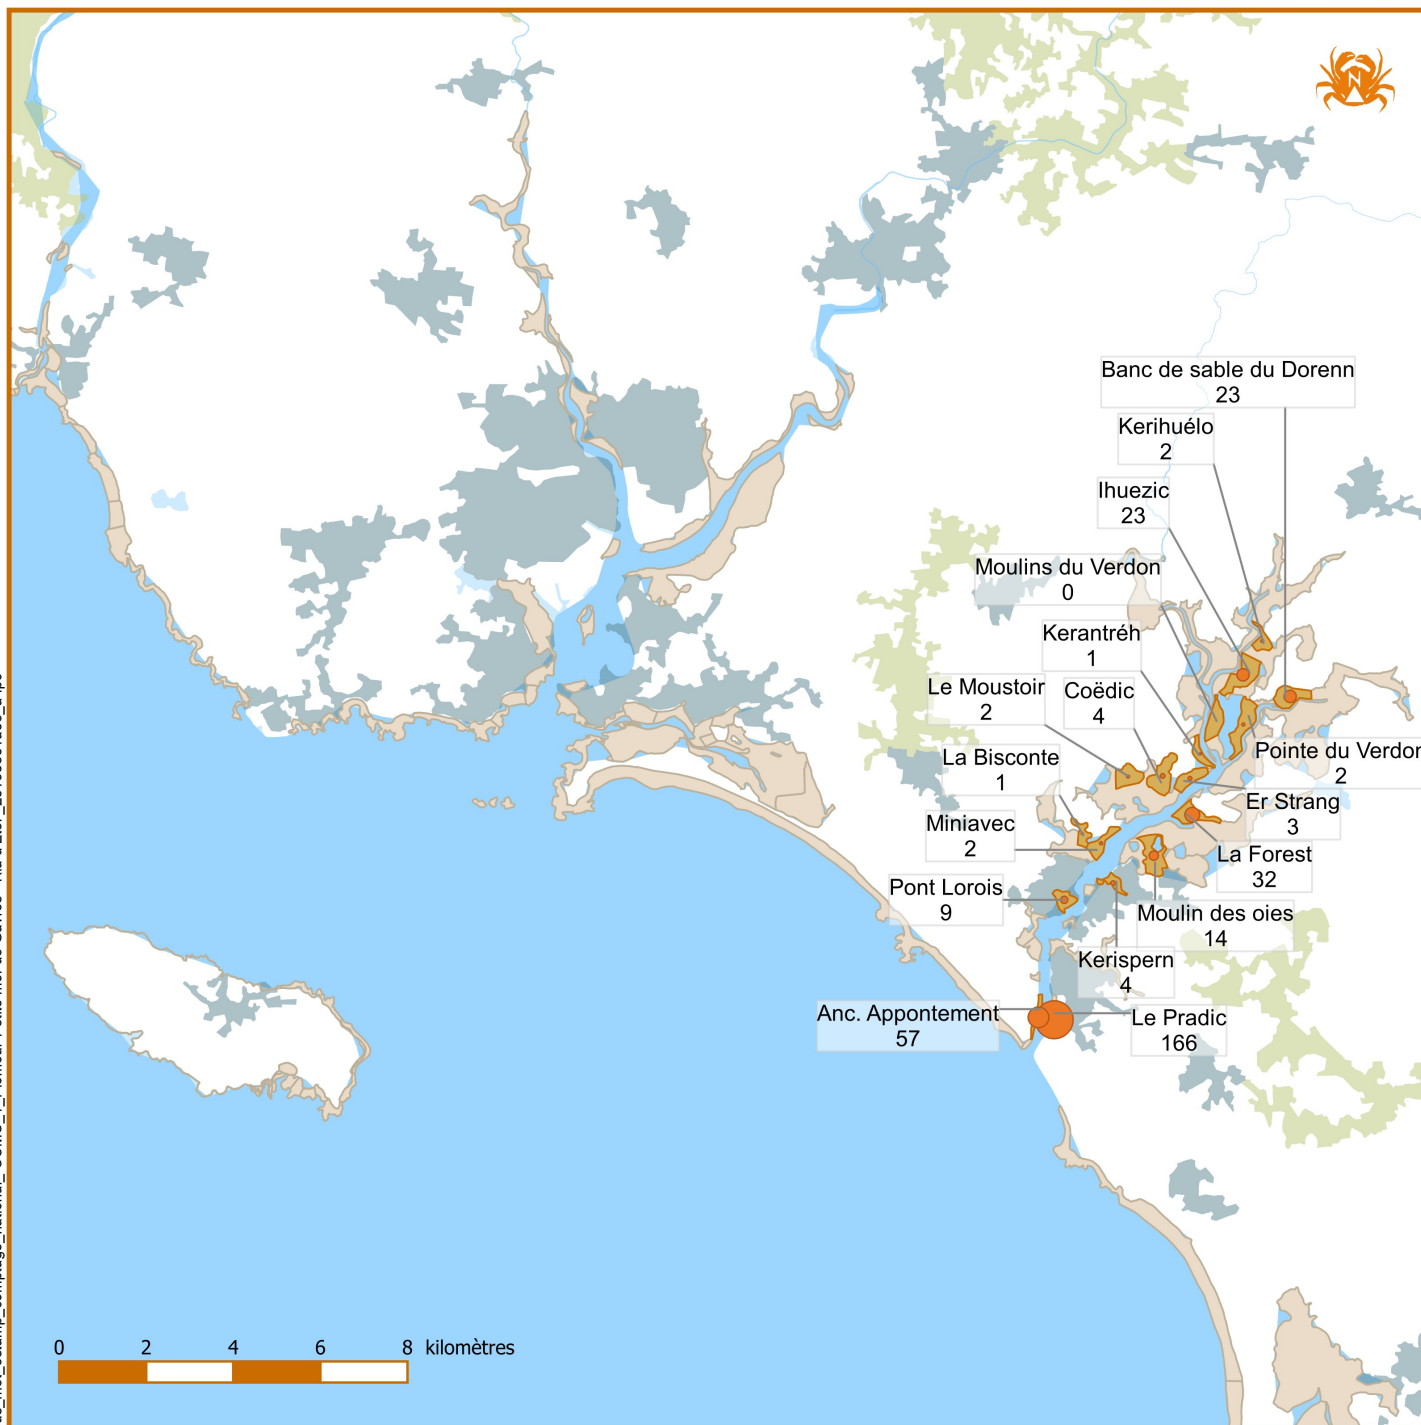 N
Banc de sable du Dorenn
23
Kerihuélo
2
Ihuezic
23
Moulins du Verdon
0
Kerantréh
1
Le Moustoir
2
Coëdic
4
La Bisconte
1
Pointe du Verdon
2
Er Strang
3
Miniavec
2
La Forest
32
Pont Lorois
9
Moulin des oies
14
Kerispern
4
Anc. Appontement
57
Le Pradic
166
0 2 4 6 8 kilomètres